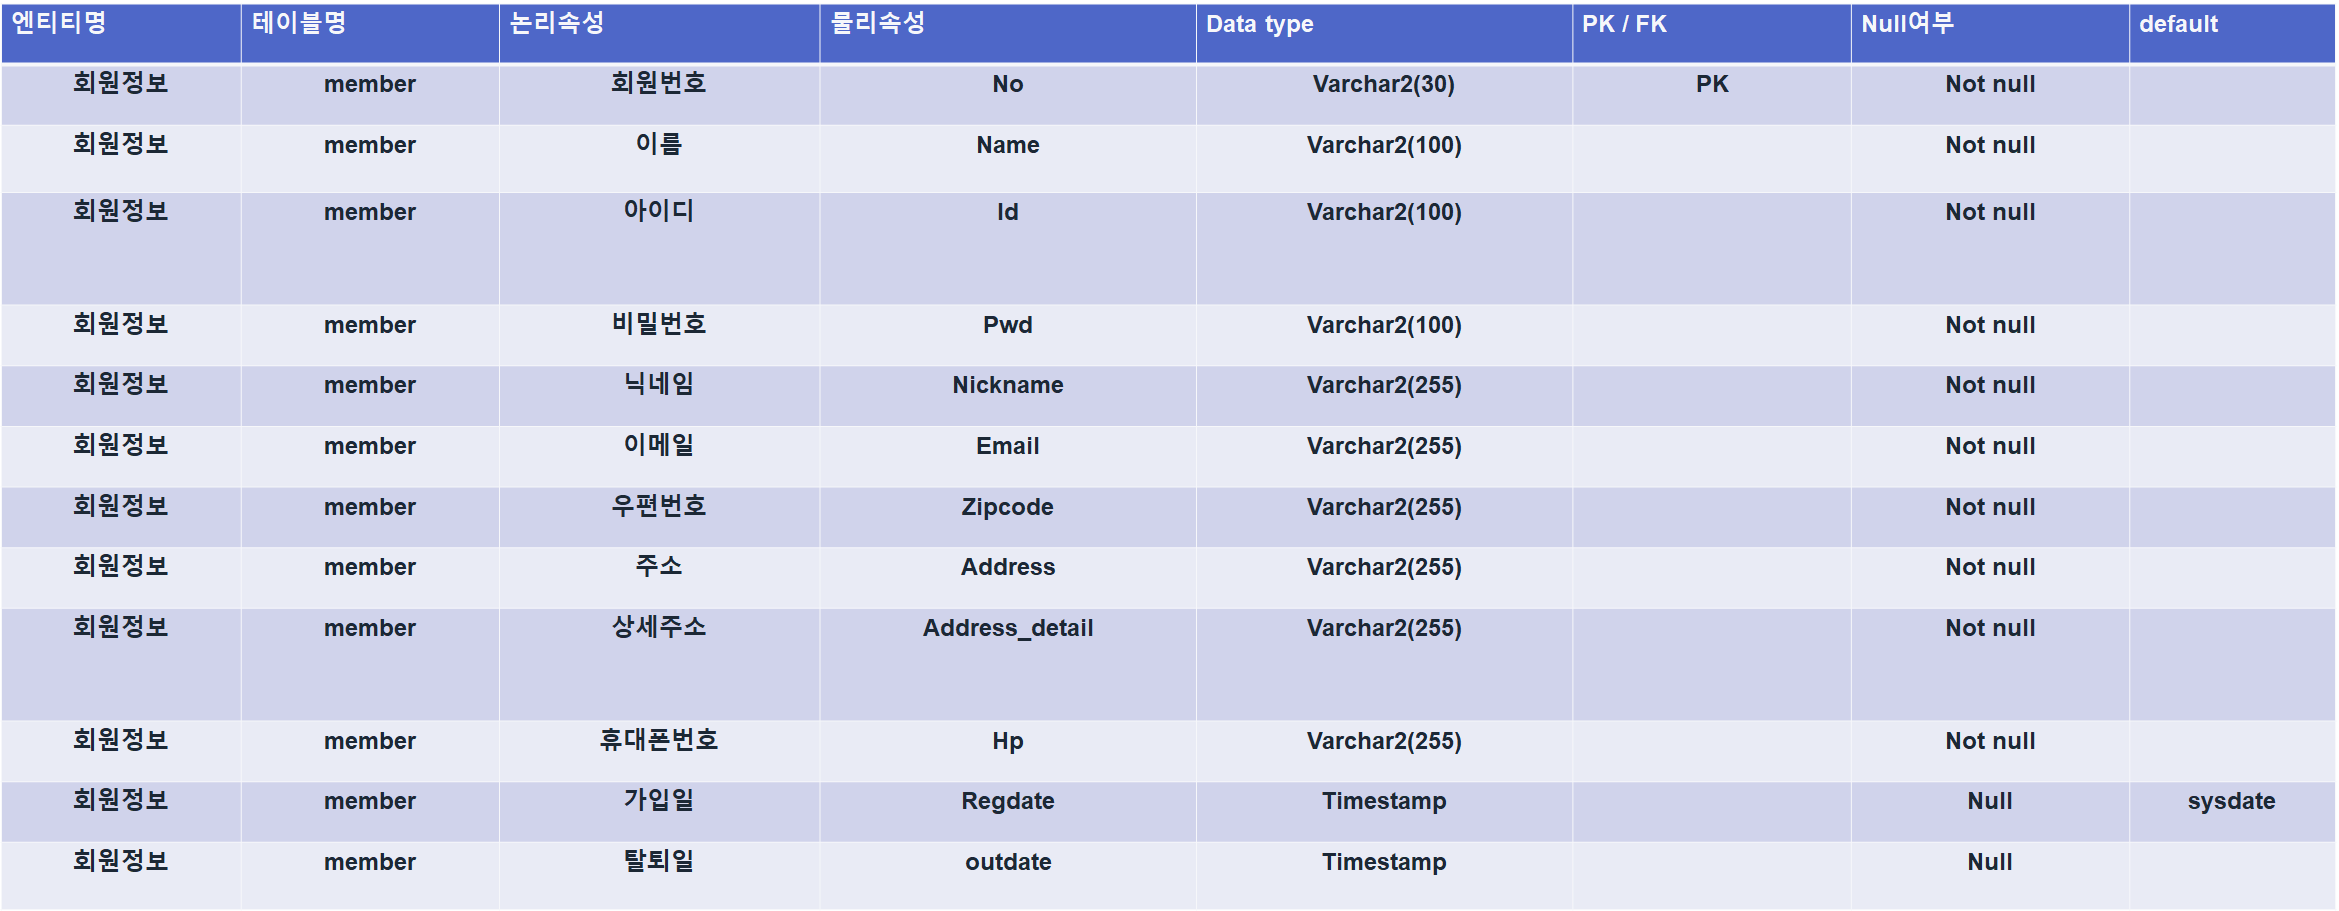 엔티티명 테이블명 논리속성 물리속성 Data type PK / FK Null여부 default
회원정보 member 회원번호 No Varchar2(30) PK Not null
회원정보 member 이름 Name Varchar2(100) Not null
회원정보 member 아이디 Id Varchar2(100) Not null
회원정보 member 비밀번호 Pwd Varchar2(100) Not null
회원정보 member 닉네임 Nickname Varchar2(255) Not null
회원정보 member 이메일 Email Varchar2(255) Not null
회원정보 member 우편번호 Zipcode Varchar2(255) Not null
회원정보 member 주소 Address Varchar2(255) Not null
회원정보 member 상세주소 Address_detail Varchar2(255) Not null
회원정보 member 휴대폰번호 Hp Varchar2(255) Not null
회원정보 member 가입일 Regdate Timestamp Null sysdate
회원정보 member 탈퇴일 outdate Timestamp Null